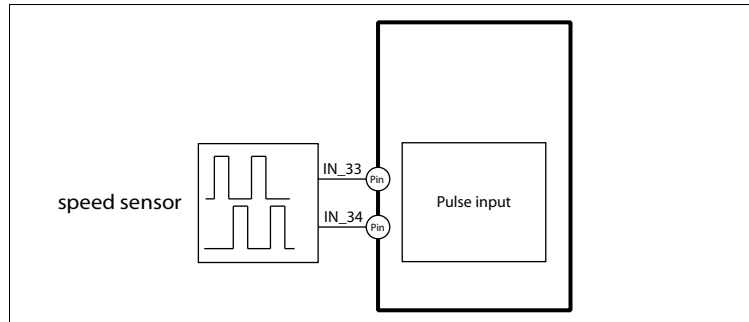 IN_33
Pin
speed sensor
Pulse input
IN_34
Pin